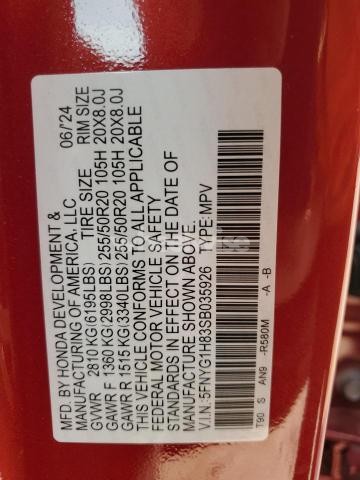 MFD. BY HONDA DEVELOPMENT &
MANUFACTURING OF AMERICA, LLC 06/24
GVWR 2810 KG(6195LBS) TIRE SIZE RIM SIZE
GAWR F 1360 KG(2998LBS) 255/50R20 105H 20X8.0J
GAWR R 1515 KG(3340LBS) 255/50R20 105H 20X8.0J
THIS VEHICLE CONFORMS TO ALL APPLICABLE
FEDERAL MOTOR VEHICLE SAFETY
STANDARDS IN EFFECT ON THE DATE OF
MANUFACTURE SHOWN ABOVE.
V.I.N.:5FNYG1H83SB035926 TYPE:MPV
T90 S AN9 -R580M -A -B